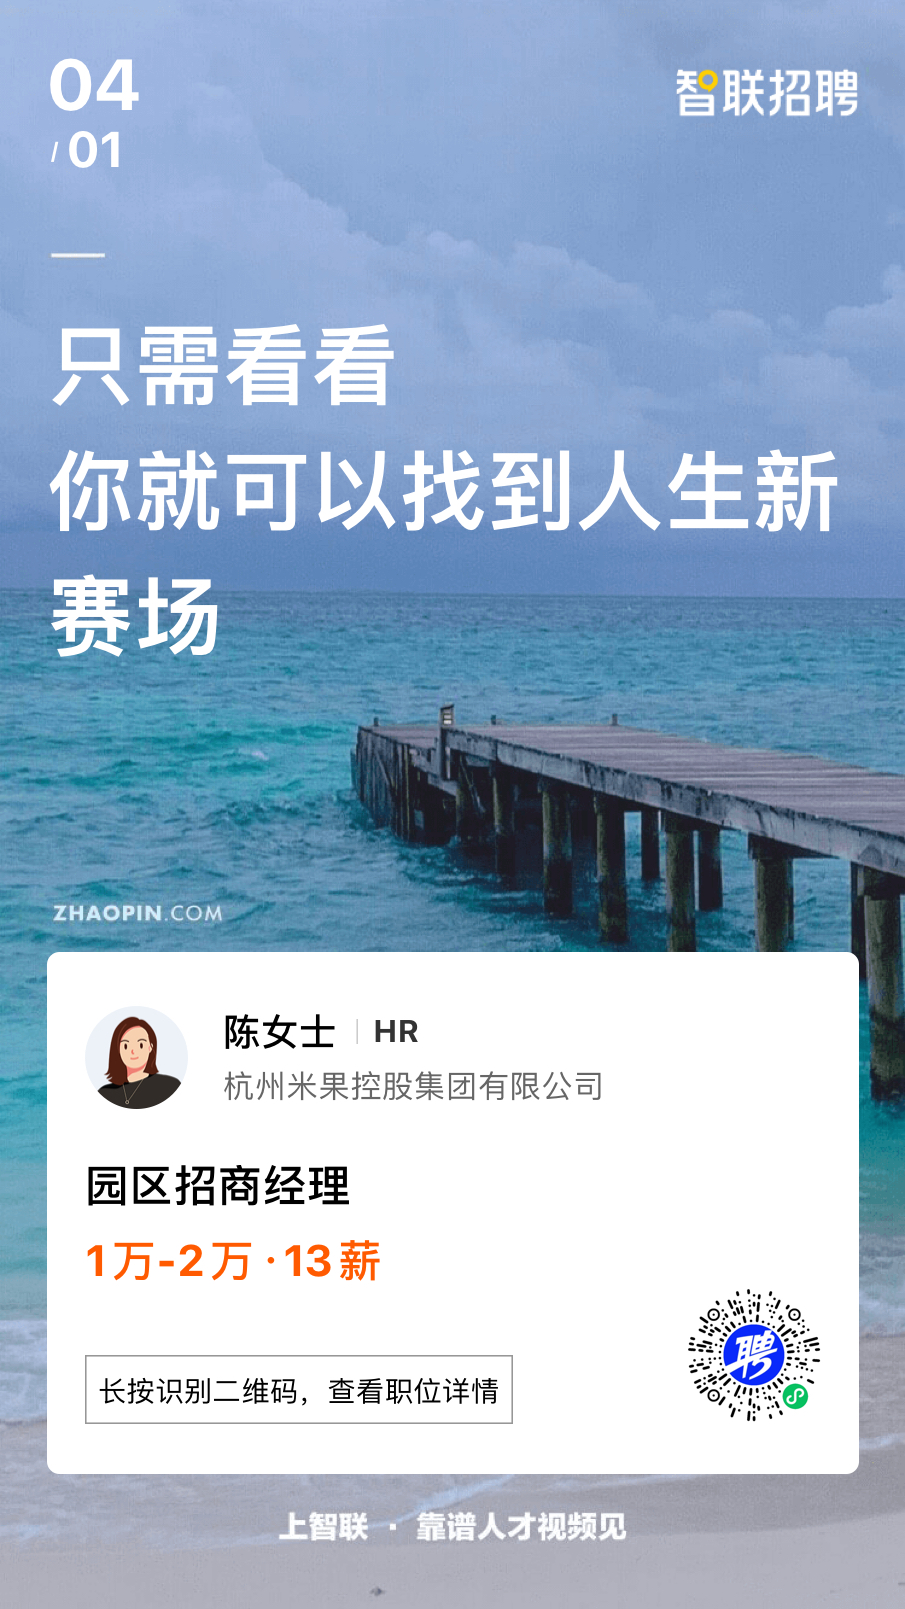 04
/ 01
智联招聘
只需看看
你就可以找到人生新
赛场
ZHAOPIN.COM
陈女士 | HR
杭州米果控股集团有限公司
园区招商经理
1万-2万·13薪
聘
长按识别二维码，查看职位详情
上智联 · 靠谱人才视频见